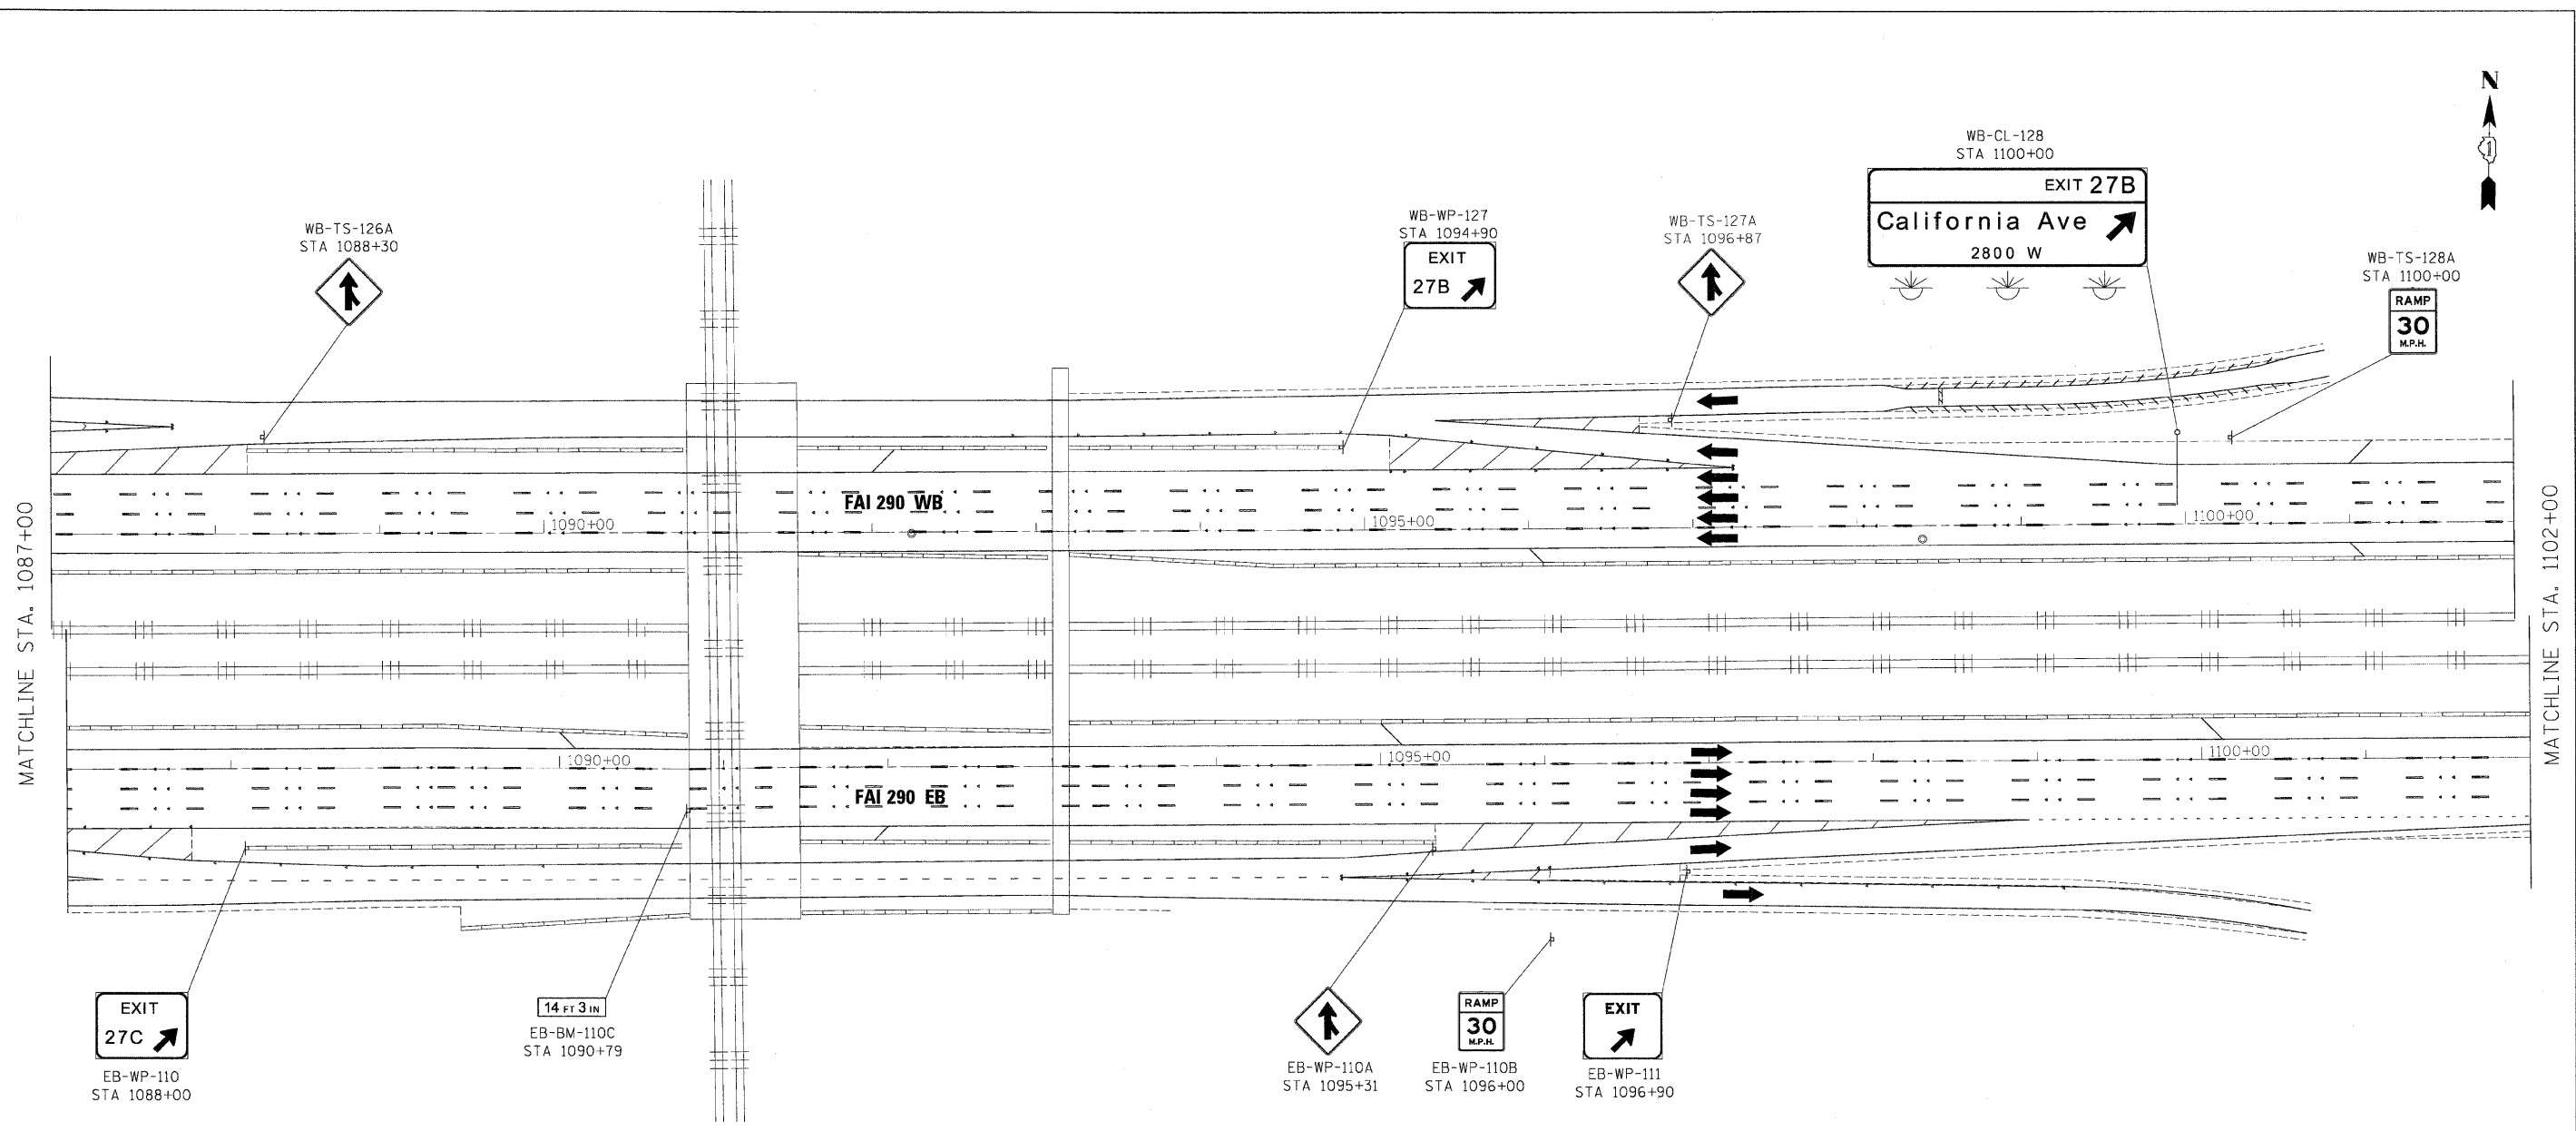 N
WB-CL-128
STA 1100+00
EXIT 27B
California Ave
2800 W
WB-TS-126A
STA 1088+30
WB-WP-127
STA 1094+90
EXIT
27B
WB-TS-127A
STA 1096+87
WB-TS-128A
STA 1100+00
RAMP
30
M.P.H.
MATCHLINE STA. 1087+00
FAI 290 WB
1090+00
1095+00
1100+00
MATCHLINE STA. 1102+00
1090+00
1095+00
1100+00
FAI 290 EB
EXIT
27C
EB-WP-110
STA 1088+00
14 FT 3 IN
EB-BM-110C
STA 1090+79
EB-WP-110A
STA 1095+31
RAMP
30
M.P.H.
EB-WP-110B
STA 1096+00
EXIT
EB-WP-111
STA 1096+90